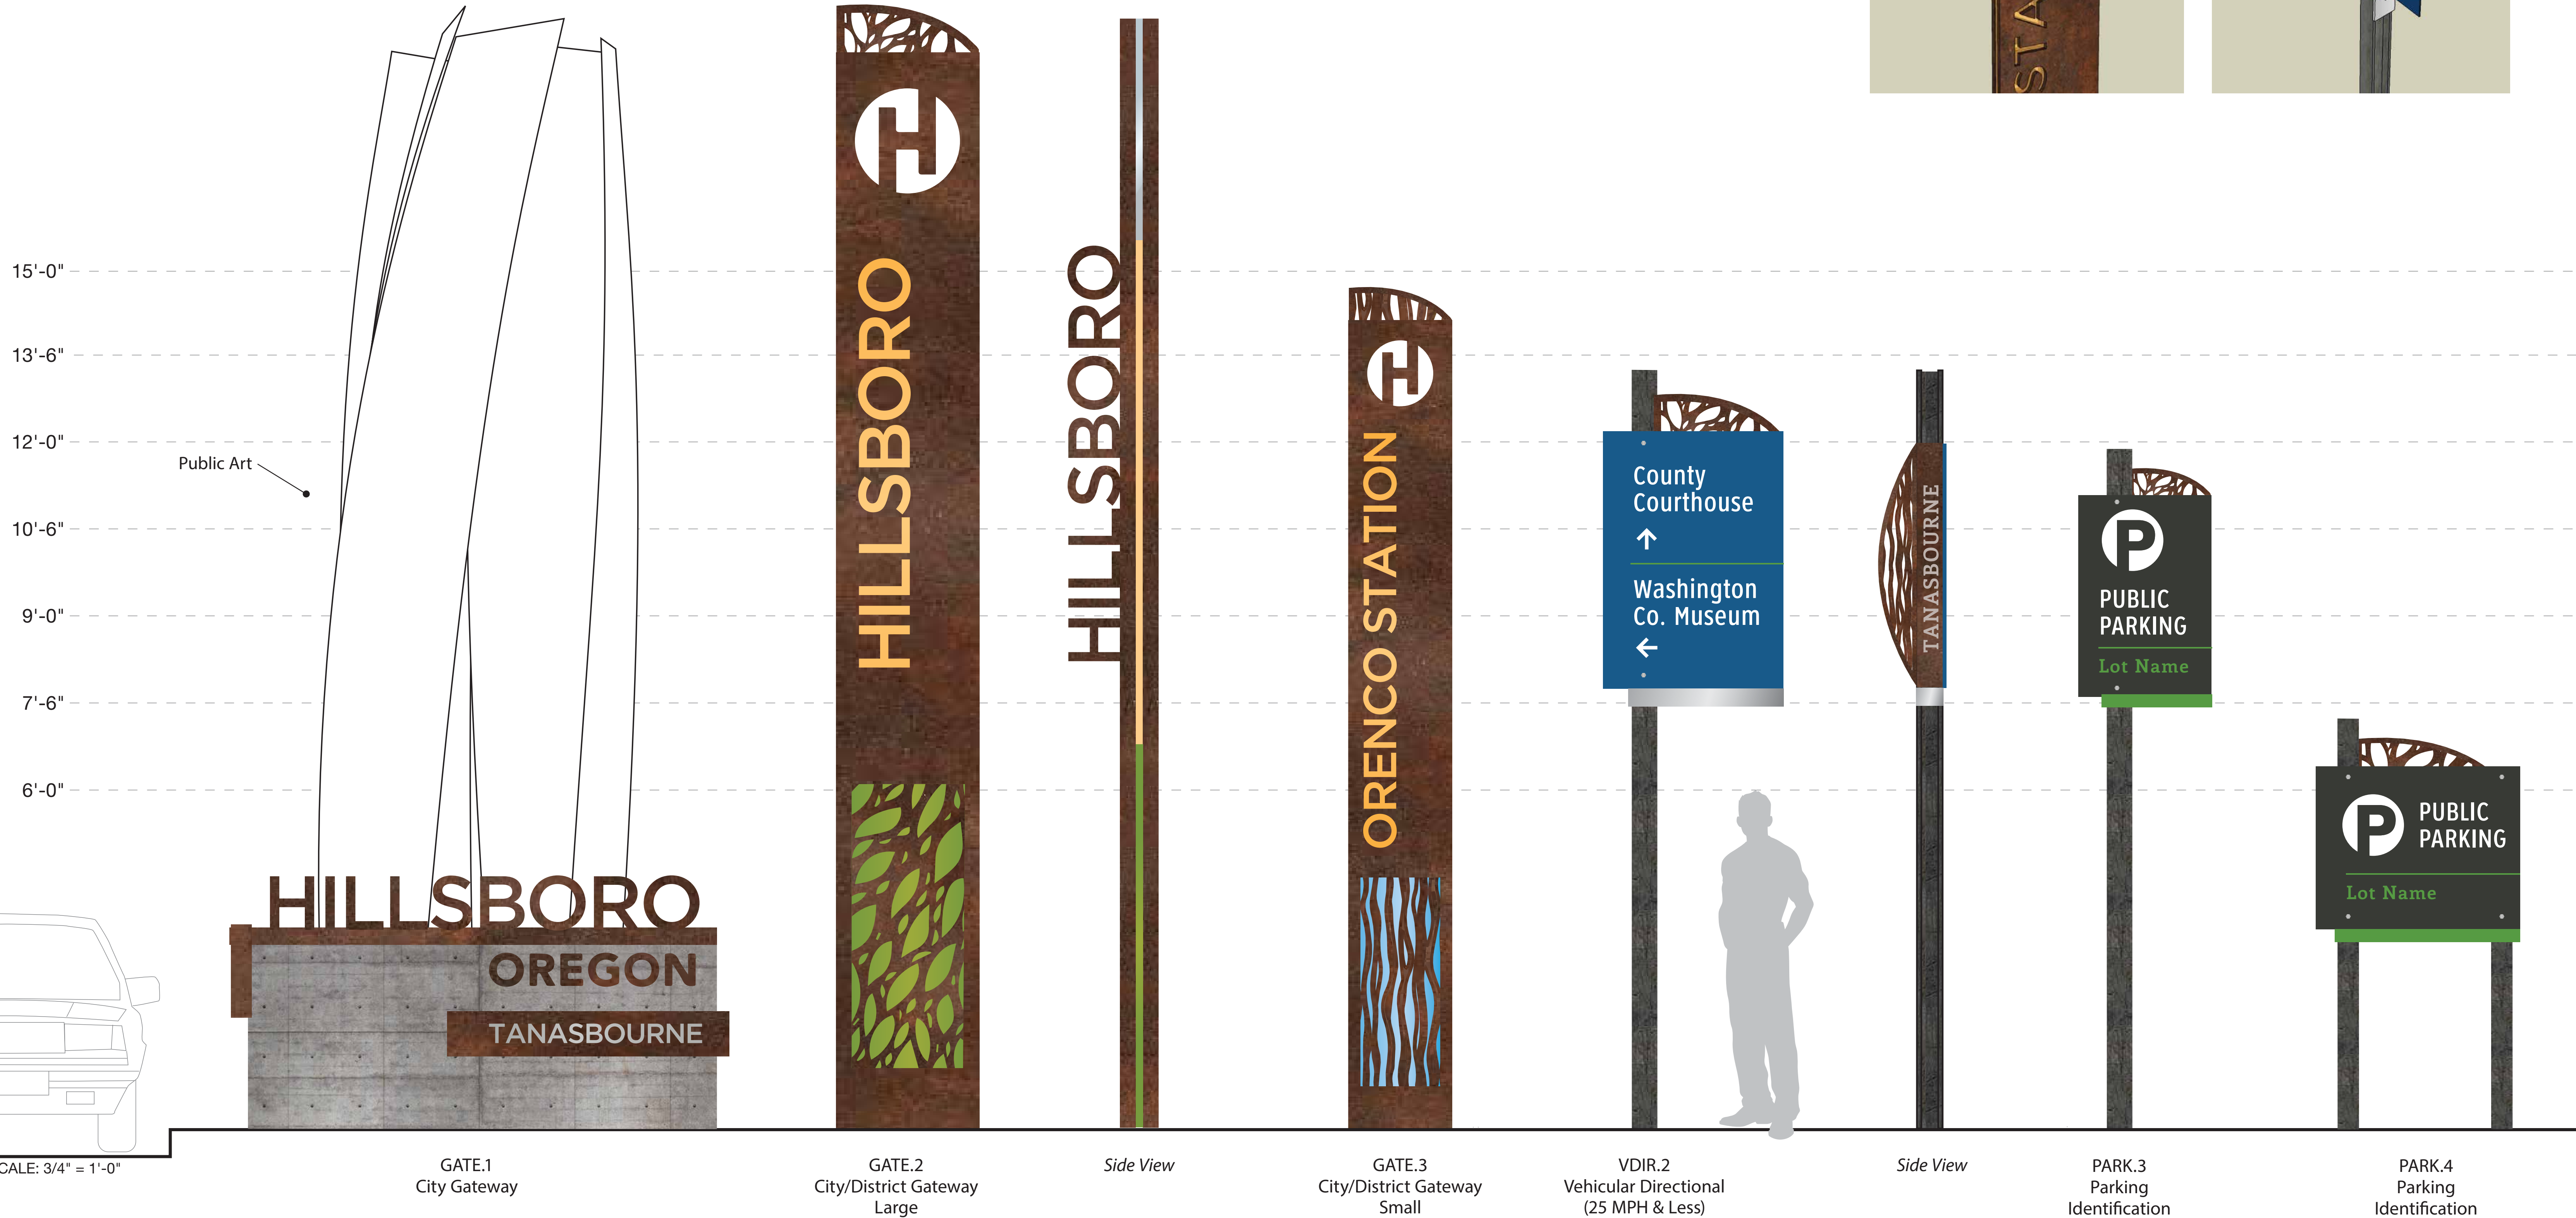 STA
15'-0"
13'-6"
12'-0"
10'-6"
9'-0"
7'-6"
6'-0"
Public Art
HILLSBORO
OREGON
TANASBOURNE
H
HILLSBORO
HILLSBORO
H
ORENCO STATION
County
Courthouse
↑
Washington
Co. Museum
←
TANASBOURNE
P
PUBLIC
PARKING
Lot Name
P
PUBLIC
PARKING
Lot Name
CALE: 3/4" = 1'-0"
GATE.1
City Gateway
GATE.2
City/District Gateway
Large
Side View
GATE.3
City/District Gateway
Small
VDIR.2
Vehicular Directional
(25 MPH & Less)
Side View
PARK.3
Parking
Identification
PARK.4
Parking
Identification